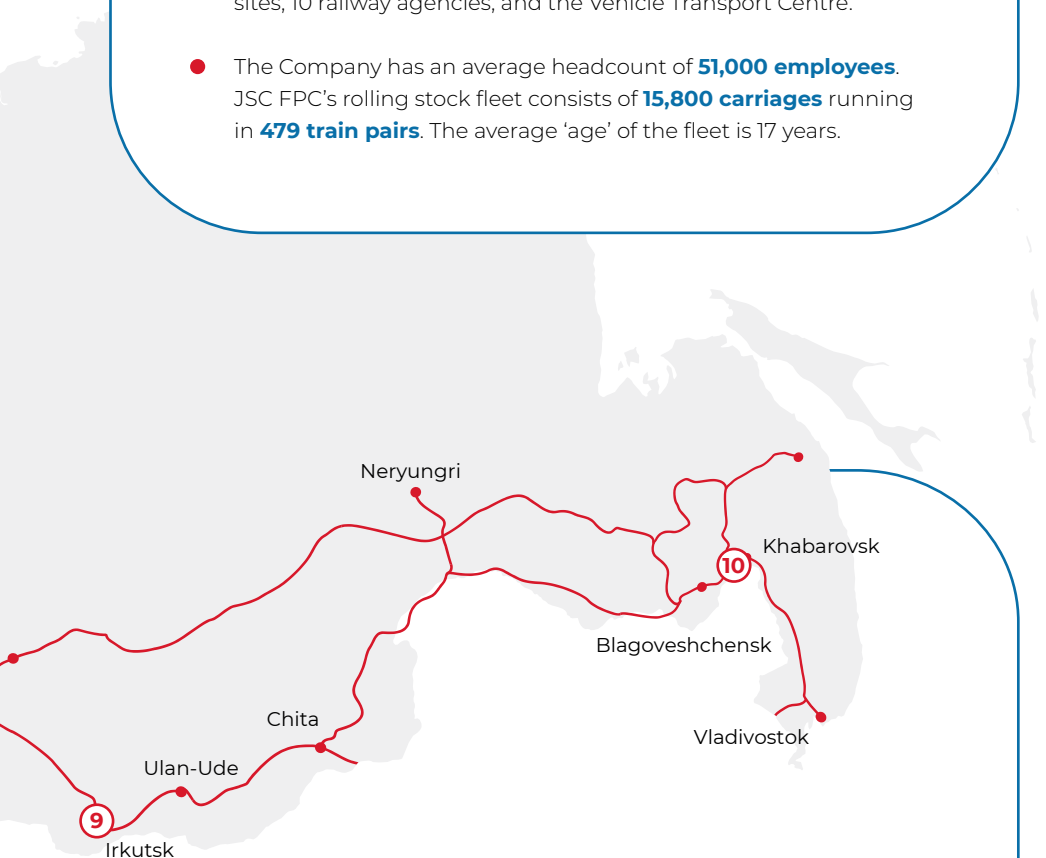 sites, 10 railway agencies, and the Vehicle Transport Centre.
The Company has an average headcount of 51,000 employees.
JSC FPC’s rolling stock fleet consists of 15,800 carriages running
in 479 train pairs. The average ‘age’ of the fleet is 17 years.
Neryungri
Khabarovsk
10
Blagoveshchensk
Chita
Vladivostok
Ulan-Ude
9
Irkutsk